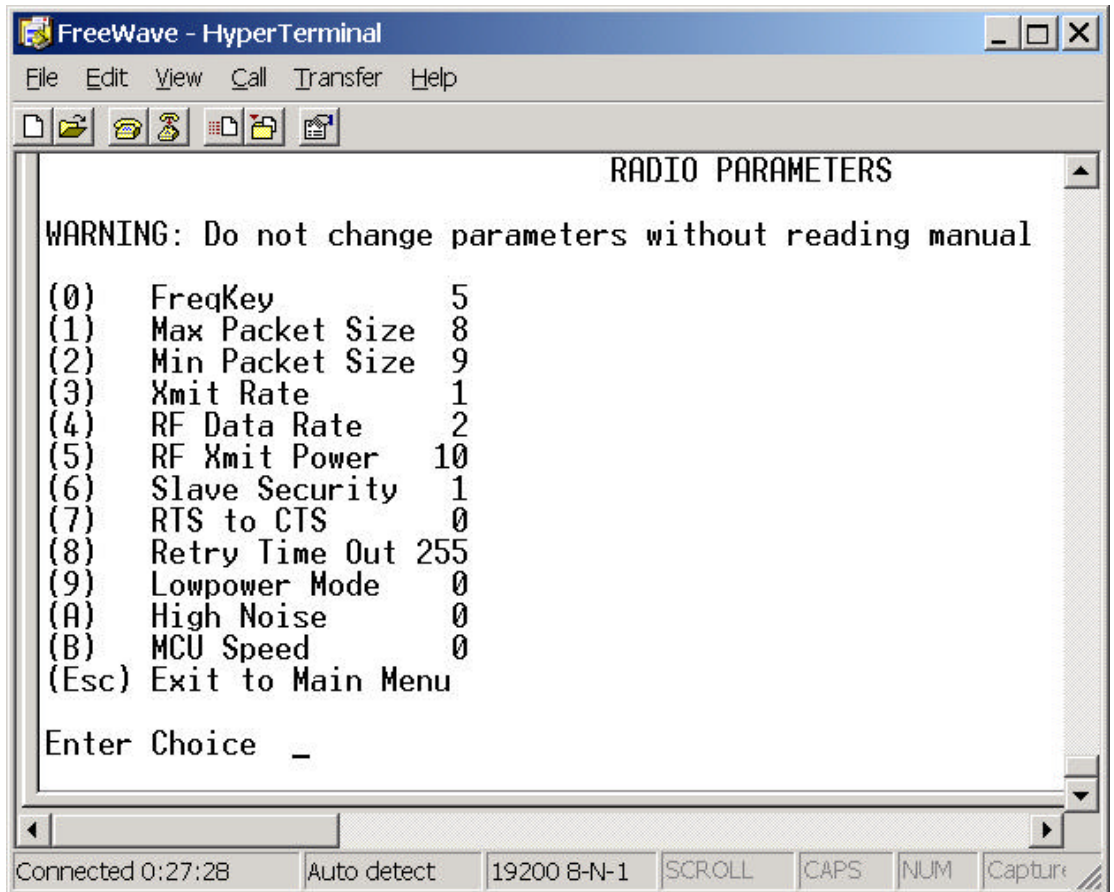 FreeWave - HyperTerminal
File Edit View Call Transfer Help
RADIO PARAMETERS
WARNING: Do not change parameters without reading manual
(0) FreqKey 5
(1) Max Packet Size 8
(2) Min Packet Size 9
(3) Xmit Rate 1
(4) RF Data Rate 2
(5) RF Xmit Power 10
(6) Slave Security 1
(7) RTS to CTS 0
(8) Retry Time Out 255
(9) Lowpower Mode 0
(A) High Noise 0
(B) MCU Speed 0
(Esc) Exit to Main Menu
Enter Choice _
Connected 0:27:28 Auto detect 19200 8-N-1 SCROLL CAPS NUM Capture